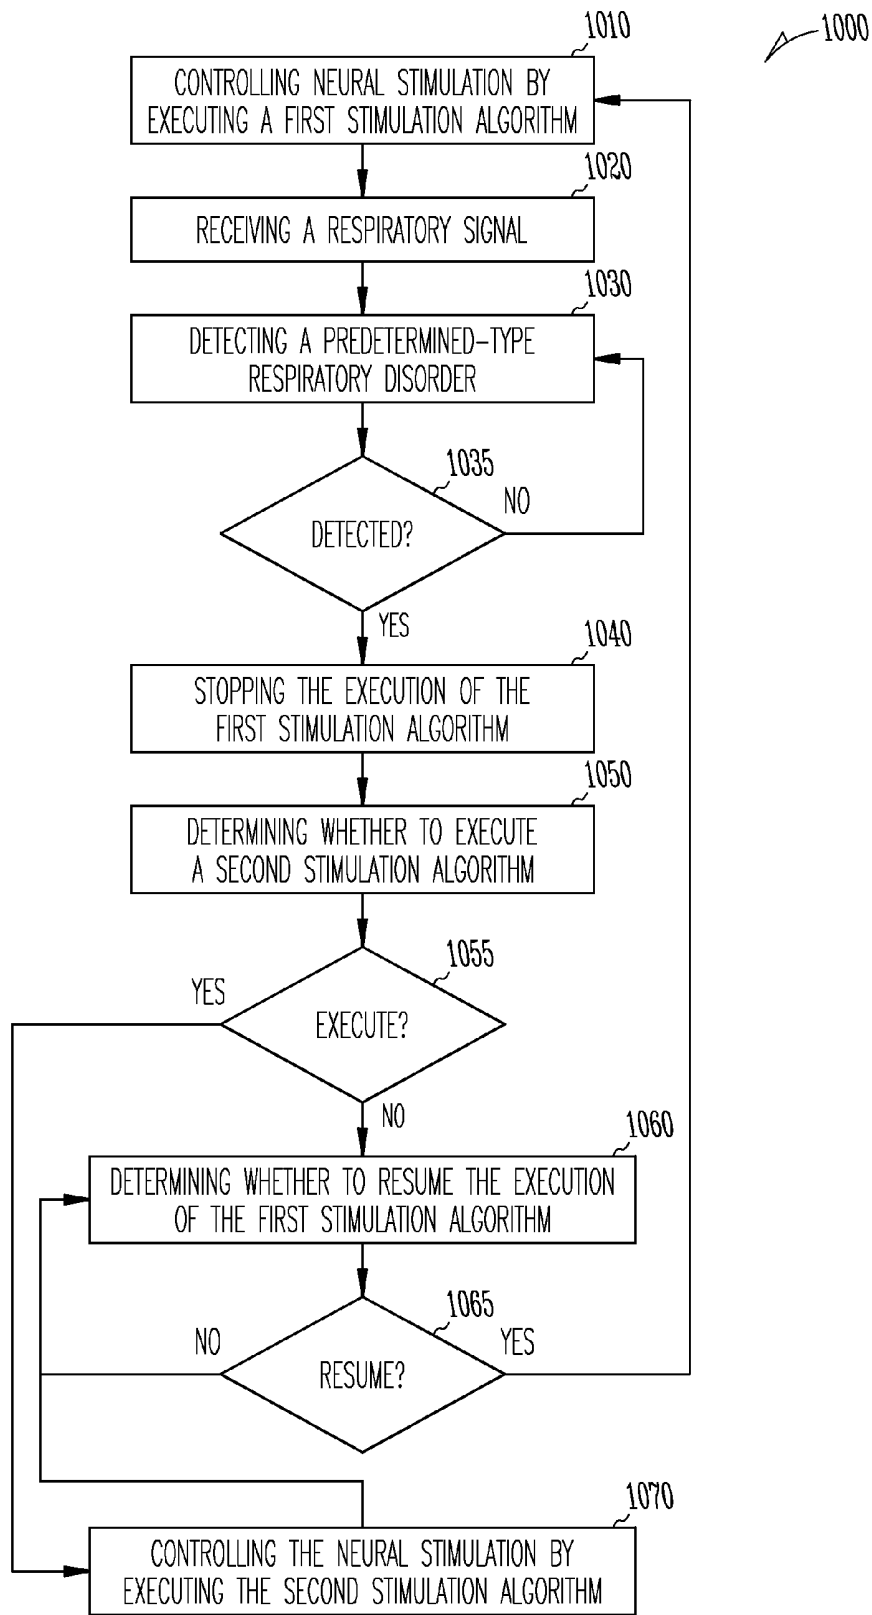 1000
1010
CONTROLLING NEURAL STIMULATION BY
EXECUTING A FIRST STIMULATION ALGORITHM
1020
RECEIVING A RESPIRATORY SIGNAL
1030
DETECTING A PREDETERMINED-TYPE
RESPIRATORY DISORDER
1035
DETECTED?
NO
YES
1040
STOPPING THE EXECUTION OF THE
FIRST STIMULATION ALGORITHM
1050
DETERMINING WHETHER TO EXECUTE
A SECOND STIMULATION ALGORITHM
1055
YES
EXECUTE?
NO
1060
DETERMINING WHETHER TO RESUME THE EXECUTION
OF THE FIRST STIMULATION ALGORITHM
1065
NO
YES
RESUME?
1070
CONTROLLING THE NEURAL STIMULATION BY
EXECUTING THE SECOND STIMULATION ALGORITHM